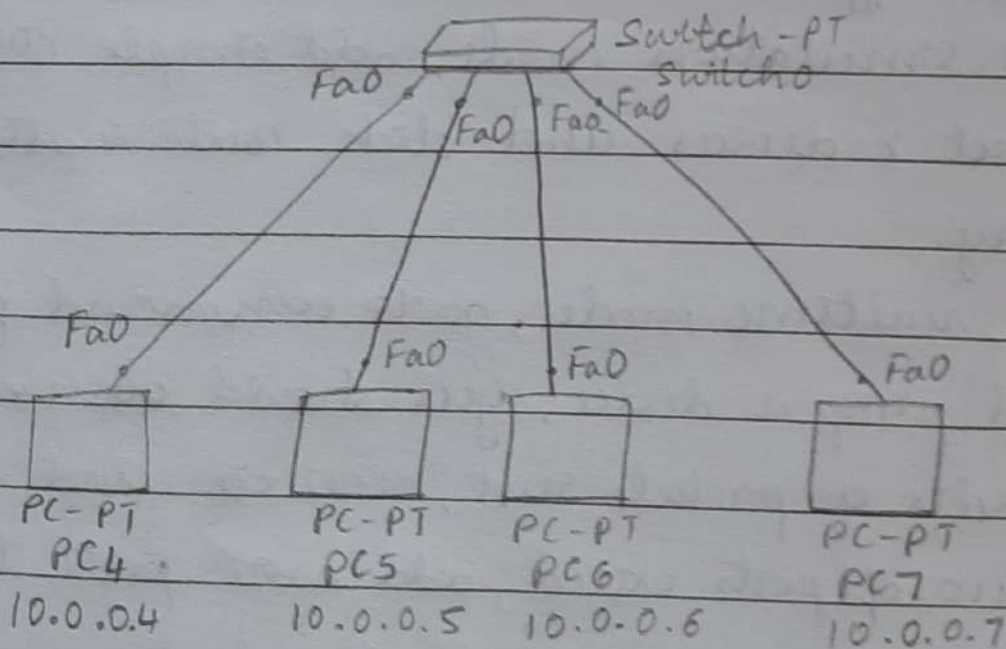 Switch-PT
Switch0
Fa0 Fa0 Fa0 Fa0
Fa0 Fa0 Fa0 Fa0
PC-PT PC-PT PC-PT PC-PT
PC4 PC5 PC6 PC7
10.0.0.4 10.0.0.5 10.0.0.6 10.0.0.7